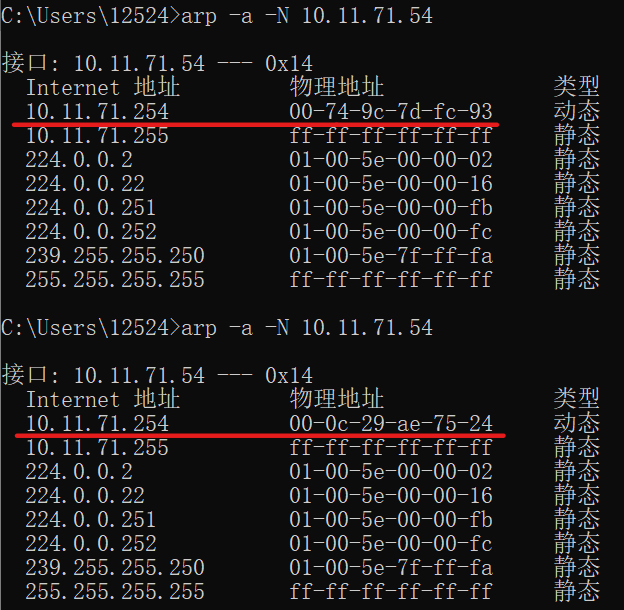 C:\Users\12524>arp -a -N 10.11.71.54
接口: 10.11.71.54 --- 0x14
Internet 地址 物理地址 类型
10.11.71.254 00-74-9c-7d-fc-93 动态
10.11.71.255 ff-ff-ff-ff-ff-ff 静态
224.0.0.2 01-00-5e-00-00-02 静态
224.0.0.22 01-00-5e-00-00-16 静态
224.0.0.251 01-00-5e-00-00-fb 静态
224.0.0.252 01-00-5e-00-00-fc 静态
239.255.255.250 01-00-5e-7f-ff-fa 静态
255.255.255.255 ff-ff-ff-ff-ff-ff 静态
C:\Users\12524>arp -a -N 10.11.71.54
接口: 10.11.71.54 --- 0x14
Internet 地址 物理地址 类型
10.11.71.254 00-0c-29-ae-75-24 动态
10.11.71.255 ff-ff-ff-ff-ff-ff 静态
224.0.0.2 01-00-5e-00-00-02 静态
224.0.0.22 01-00-5e-00-00-16 静态
224.0.0.251 01-00-5e-00-00-fb 静态
224.0.0.252 01-00-5e-00-00-fc 静态
239.255.255.250 01-00-5e-7f-ff-fa 静态
255.255.255.255 ff-ff-ff-ff-ff-ff 静态